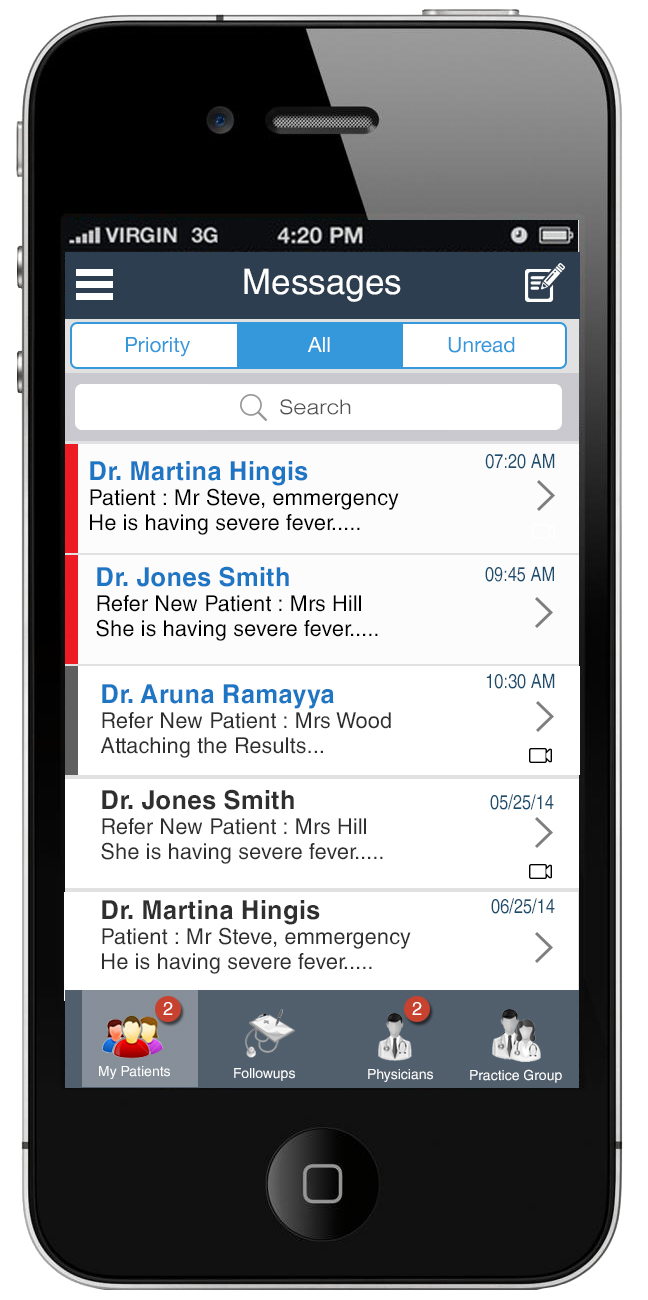 VIRGIN 3G 4:20 PM
Messages
Priority All Unread
Search
Dr. Martina Hingis 07:20 AM
Patient : Mr Steve, emmergency
He is having severe fever.....
Dr. Jones Smith 09:45 AM
Refer New Patient : Mrs Hill
She is having severe fever.....
Dr. Aruna Ramayya 10:30 AM
Refer New Patient : Mrs Wood
Attaching the Results...
Dr. Jones Smith 05/25/14
Refer New Patient : Mrs Hill
She is having severe fever.....
Dr. Martina Hingis 06/25/14
Patient : Mr Steve, emmergency
He is having severe fever.....
2 2
My Patients Followups Physicians Practice Group